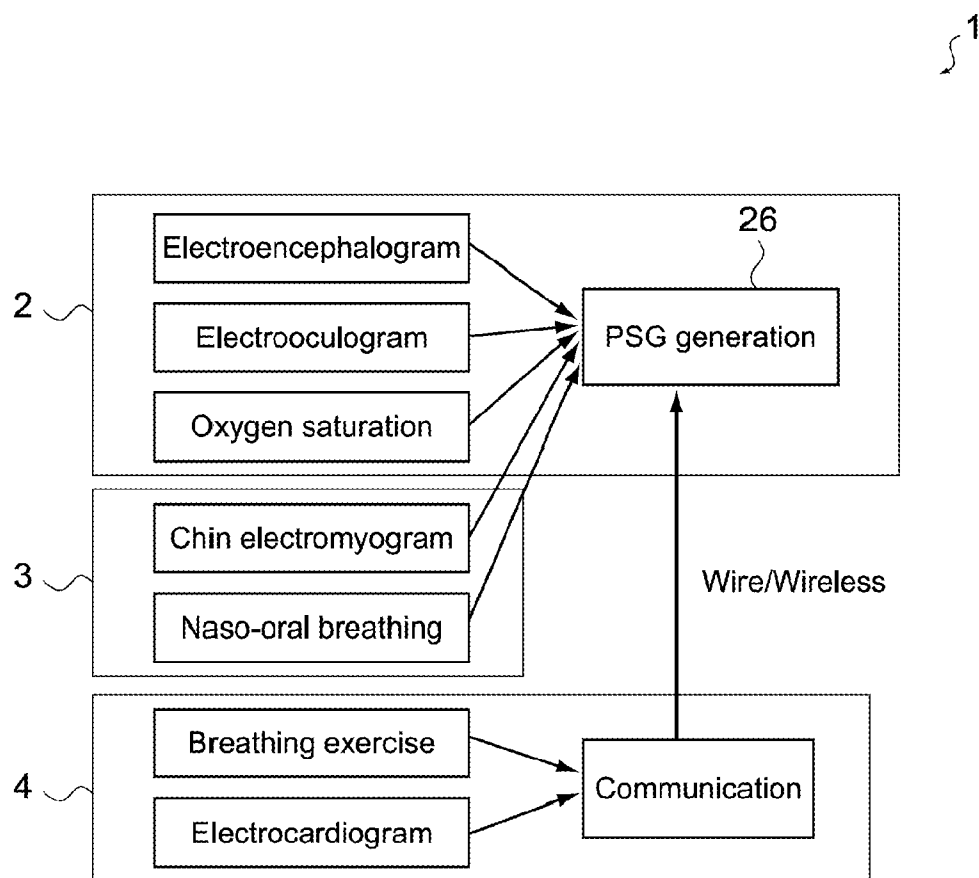 1
26
2
Electroencephalogram
Electrooculogram
PSG generation
Oxygen saturation
3
Chin electromyogram
Naso-oral breathing
Wire/Wireless
4
Breathing exercise
Electrocardiogram
Communication